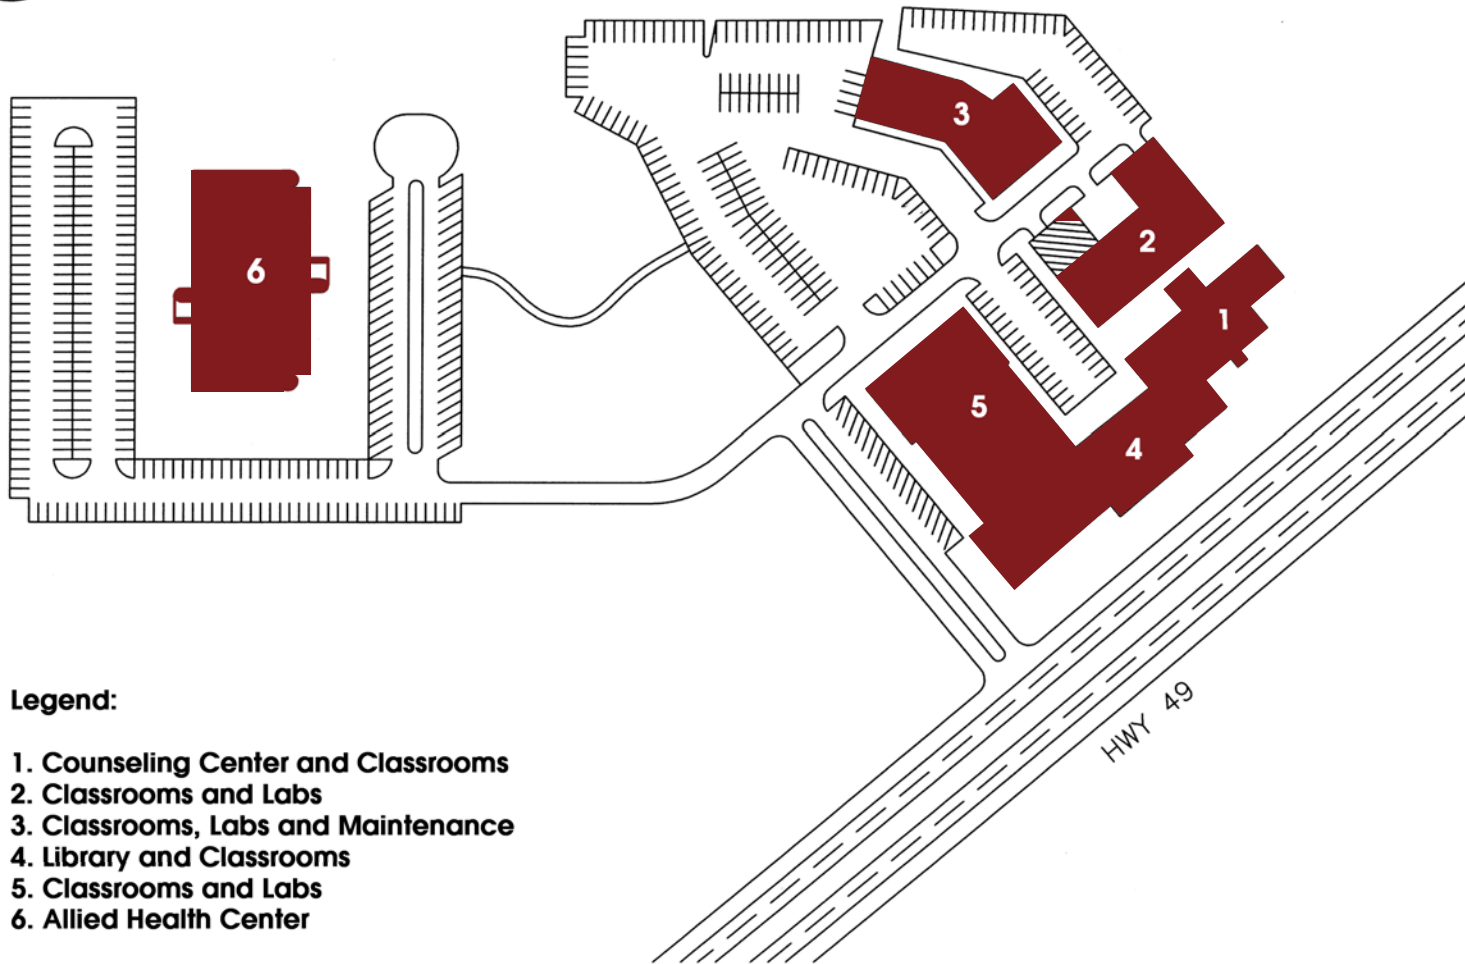 3
2
6
1
5
4
HWY 49
Legend:
1. Counseling Center and Classrooms
2. Classrooms and Labs
3. Classrooms, Labs and Maintenance
4. Library and Classrooms
5. Classrooms and Labs
6. Allied Health Center